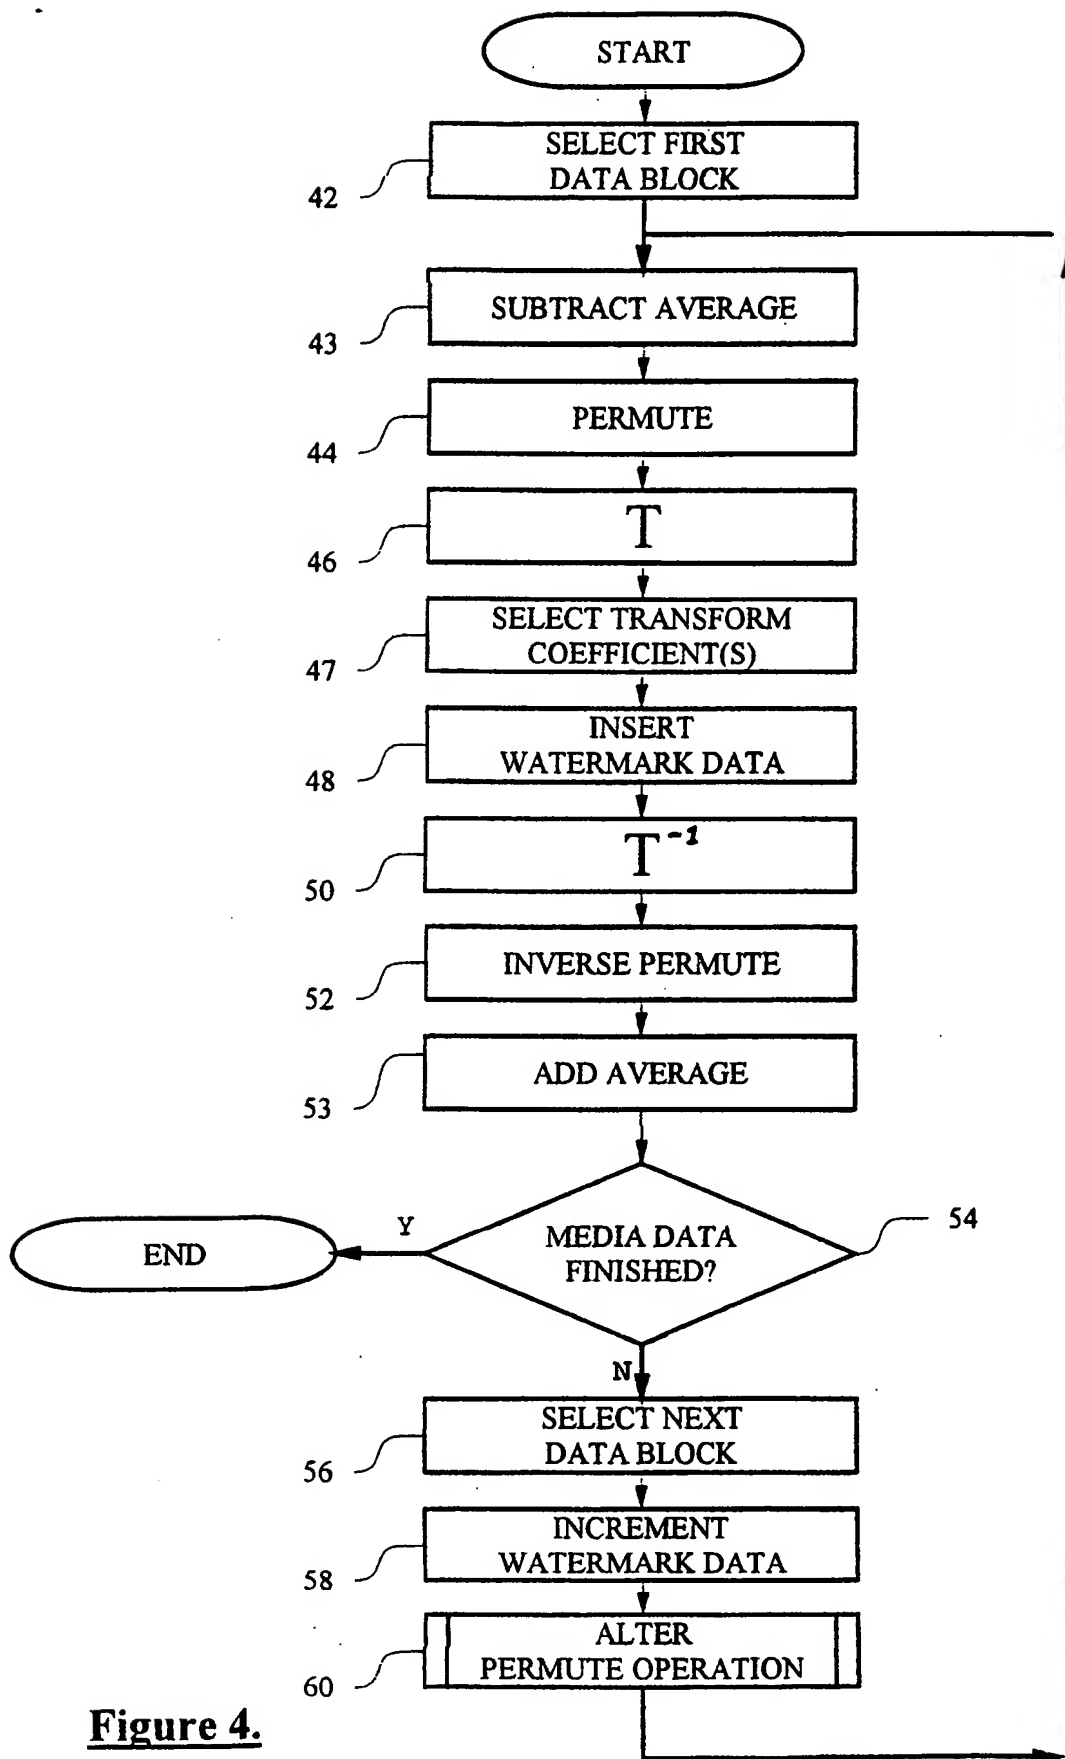 START
SELECT FIRST
DATA BLOCK
42
SUBTRACT AVERAGE
43
PERMUTE
44
T
46
SELECT TRANSFORM
COEFFICIENT(S)
47
INSERT
WATERMARK DATA
48
T⁻¹
50
INVERSE PERMUTE
52
ADD AVERAGE
53
MEDIA DATA
FINISHED?
54
Y
END
N
SELECT NEXT
DATA BLOCK
56
INCREMENT
WATERMARK DATA
58
ALTER
PERMUTE OPERATION
60
Figure 4.